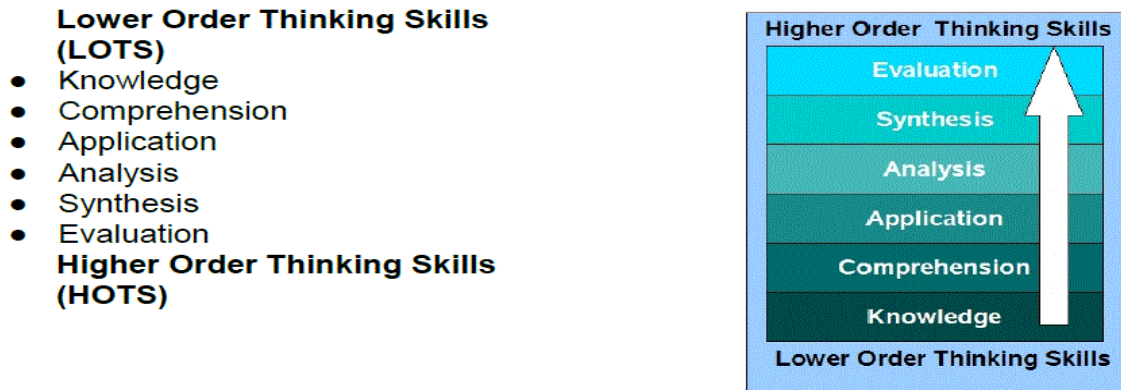 Lower Order Thinking Skills
(LOTS)
● Knowledge
● Comprehension
● Application
● Analysis
● Synthesis
● Evaluation
Higher Order Thinking Skills
(HOTS)
Higher Order Thinking Skills
Evaluation
Synthesis
Analysis
Application
Comprehension
Knowledge
Lower Order Thinking Skills